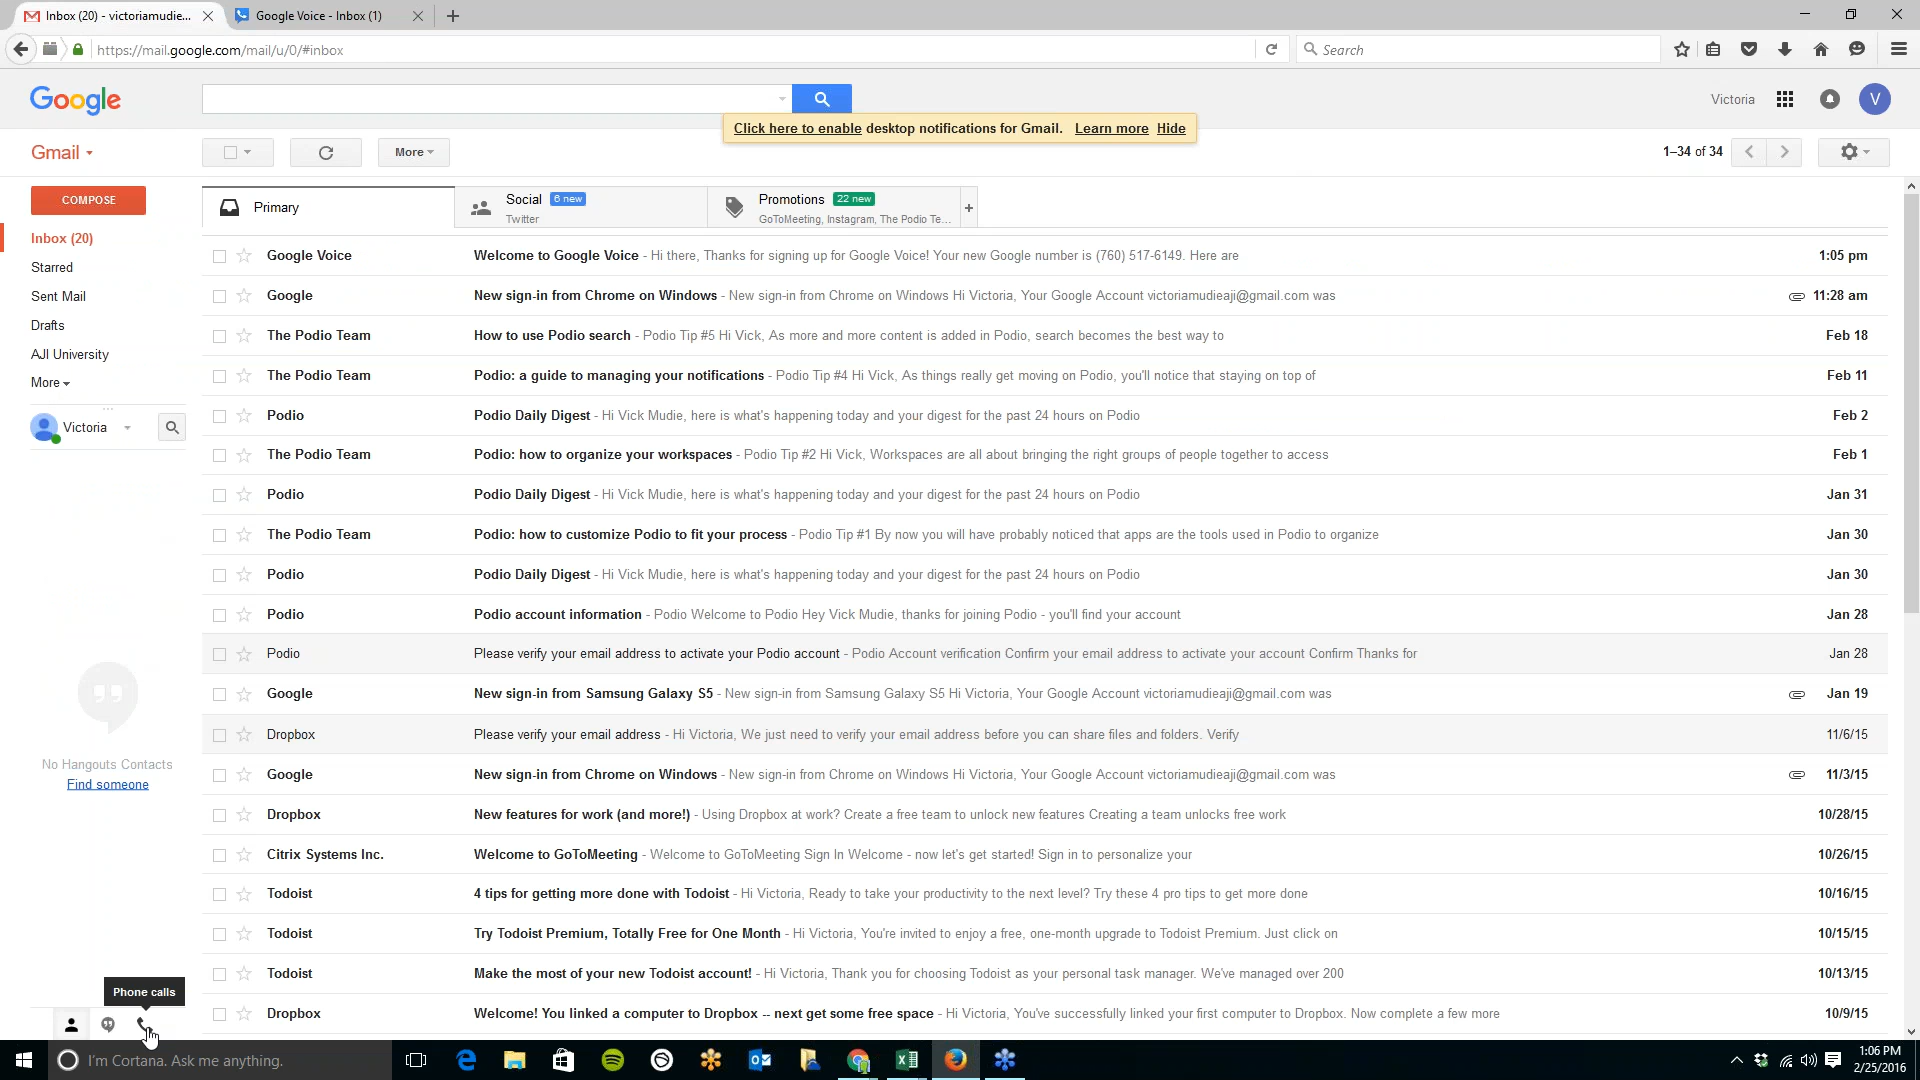 Inbox (20) - victoriamudie...
Google Voice - Inbox (1)
https://mail.google.com/mail/u/0/#inbox
Search
Google
Victoria
V
Click here to enable desktop notifications for Gmail. Learn more Hide
Gmail
More
1–34 of 34
COMPOSE
Inbox (20)
Starred
Sent Mail
Drafts
AJI University
More
Victoria
No Hangouts Contacts
Find someone
Phone calls
Primary
Social 6 new
Twitter
Promotions 22 new
GoToMeeting, Instagram, The Podio Te...
+
Google Voice Welcome to Google Voice - Hi there, Thanks for signing up for Google Voice! Your new Google number is (760) 517-6149. Here are 1:05 pm
Google New sign-in from Chrome on Windows - New sign-in from Chrome on Windows Hi Victoria, Your Google Account victoriamudieaji@gmail.com was 11:28 am
The Podio Team How to use Podio search - Podio Tip #5 Hi Vick, As more and more content is added in Podio, search becomes the best way to Feb 18
The Podio Team Podio: a guide to managing your notifications - Podio Tip #4 Hi Vick, As things really get moving on Podio, you'll notice that staying on top of Feb 11
Podio Podio Daily Digest - Hi Vick Mudie, here is what's happening today and your digest for the past 24 hours on Podio Feb 2
The Podio Team Podio: how to organize your workspaces - Podio Tip #2 Hi Vick, Workspaces are all about bringing the right groups of people together to access Feb 1
Podio Podio Daily Digest - Hi Vick Mudie, here is what's happening today and your digest for the past 24 hours on Podio Jan 31
The Podio Team Podio: how to customize Podio to fit your process - Podio Tip #1 By now you will have probably noticed that apps are the tools used in Podio to organize Jan 30
Podio Podio Daily Digest - Hi Vick Mudie, here is what's happening today and your digest for the past 24 hours on Podio Jan 30
Podio Podio account information - Podio Welcome to Podio Hey Vick Mudie, thanks for joining Podio - you'll find your account Jan 28
Podio Please verify your email address to activate your Podio account - Podio Account verification Confirm your email address to activate your account Confirm Thanks for Jan 28
Google New sign-in from Samsung Galaxy S5 - New sign-in from Samsung Galaxy S5 Hi Victoria, Your Google Account victoriamudieaji@gmail.com was Jan 19
Dropbox Please verify your email address - Hi Victoria, We just need to verify your email address before you can share files and folders. Verify 11/6/15
Google New sign-in from Chrome on Windows - New sign-in from Chrome on Windows Hi Victoria, Your Google Account victoriamudieaji@gmail.com was 11/3/15
Dropbox New features for work (and more!) - Using Dropbox at work? Create a free team to unlock new features Creating a team unlocks free work 10/28/15
Citrix Systems Inc. Welcome to GoToMeeting - Welcome to GoToMeeting Sign In Welcome - now let's get started! Sign in to personalize your 10/26/15
Todoist 4 tips for getting more done with Todoist - Hi Victoria, Ready to take your productivity to the next level? Try these 4 pro tips to get more done 10/16/15
Todoist Try Todoist Premium, Totally Free for One Month - Hi Victoria, You're invited to enjoy a free, one-month upgrade to Todoist Premium. Just click on 10/15/15
Todoist Make the most of your new Todoist account! - Hi Victoria, Thank you for choosing Todoist as your personal task manager. We've managed over 200 10/13/15
Dropbox Welcome! You linked a computer to Dropbox -- next get some free space - Hi Victoria, You've successfully linked your first computer to Dropbox. Now complete a few more 10/9/15
I'm Cortana. Ask me anything.
1:06 PM
2/25/2016